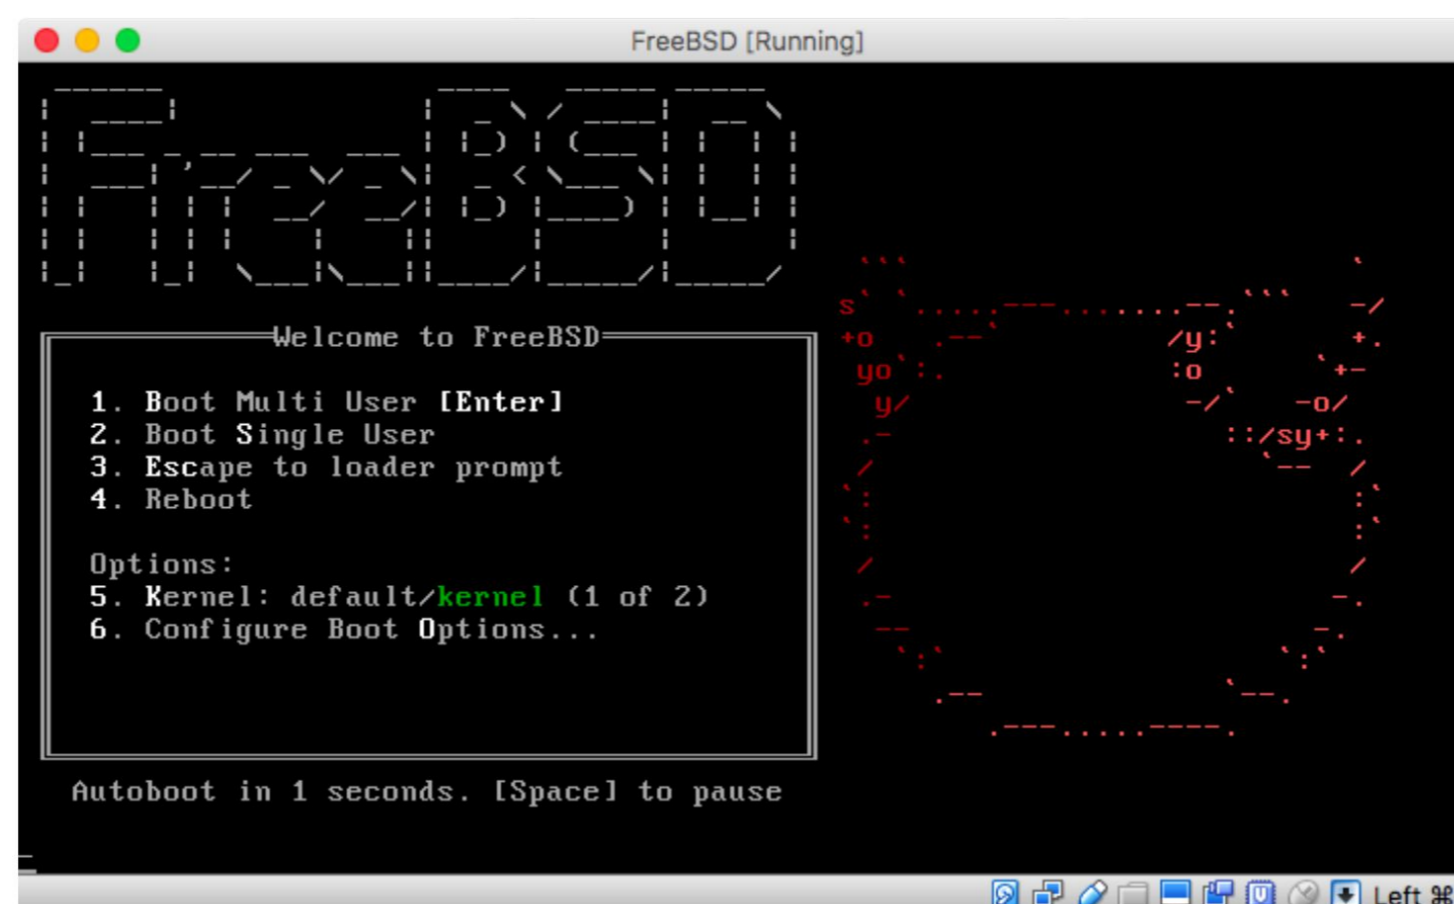 FreeBSD [Running]
FreeBSD
Welcome to FreeBSD
1. Boot Multi User [Enter]
2. Boot Single User
3. Escape to loader prompt
4. Reboot
Options:
5. Kernel: default/kernel (1 of 2)
6. Configure Boot Options...
Autoboot in 1 seconds. [Space] to pause
Left ⌘